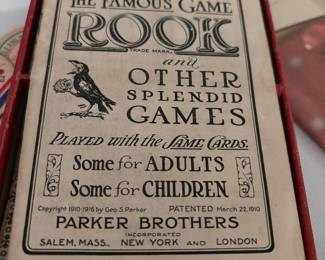 THE FAMOUS GAME
ROOK
TRADE MARK.
and
OTHER
SPLENDID
GAMES
PLAYED with the SAME CARDS.
Some for ADULTS
Some for CHILDREN.
Copyright 1910-1916 by Geo S. Parker PATENTED March 22, 1910
PARKER BROTHERS
INCORPORATED
SALEM, MASS., NEW YORK and LONDON